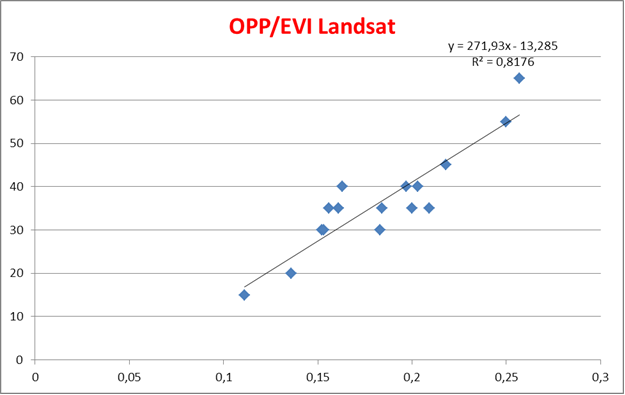 OPP/EVI Landsat
y = 271,93x - 13,285
R² = 0,8176
70
60
50
40
30
20
10
0
0 0,05 0,1 0,15 0,2 0,25 0,3